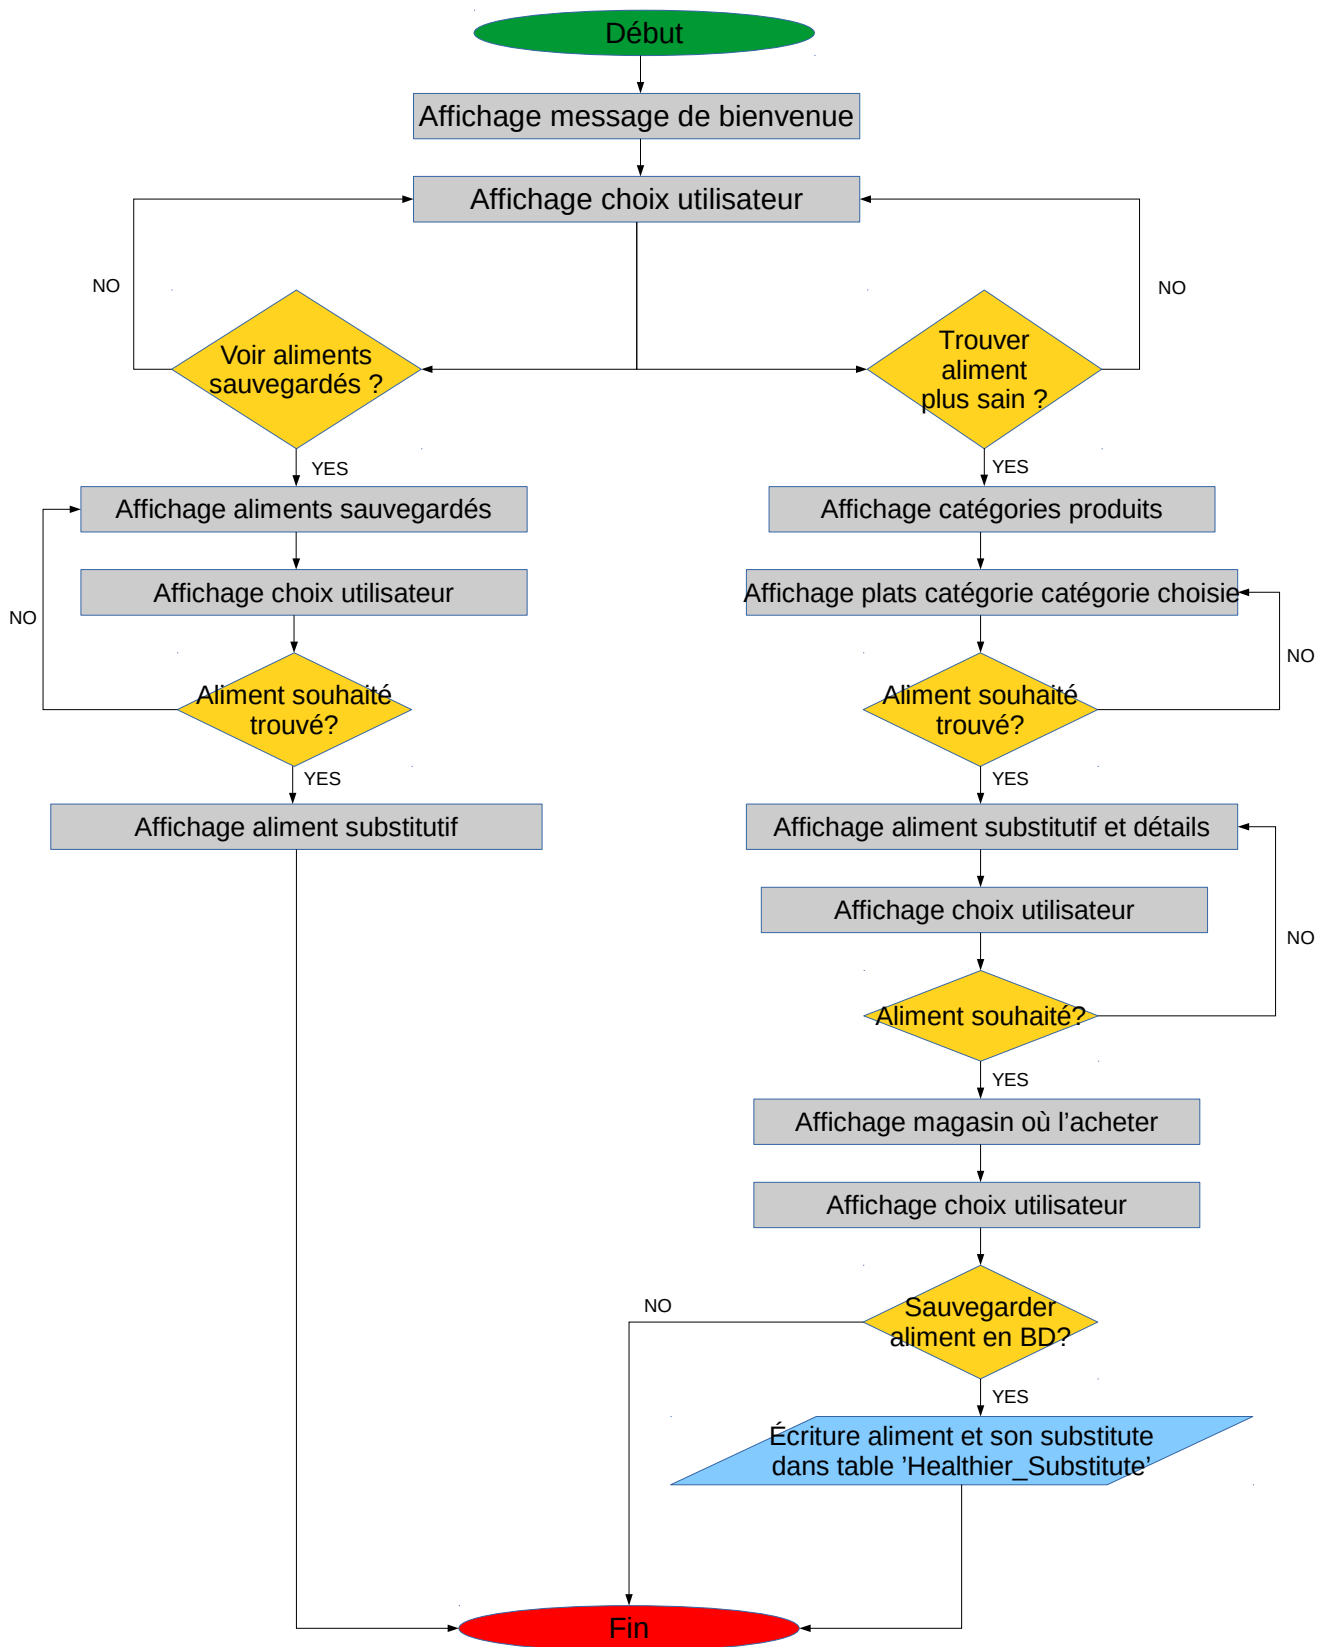 Début
Affichage message de bienvenue
Affichage choix utilisateur
NO
NO
Voir aliments
sauvegardés ?
Trouver
aliment
plus sain ?
YES
YES
Affichage aliments sauvegardés
Affichage catégories produits
Affichage choix utilisateur
Affichage plats catégorie catégorie choisie
NO
NO
Aliment souhaité
trouvé?
Aliment souhaité
trouvé?
YES
YES
Affichage aliment substitutif
Affichage aliment substitutif et détails
Affichage choix utilisateur
NO
Aliment souhaité?
YES
Affichage magasin où l’acheter
Affichage choix utilisateur
NO
Sauvegarder
aliment en BD?
YES
Écriture aliment et son substitute
dans table ’Healthier_Substitute’
Fin